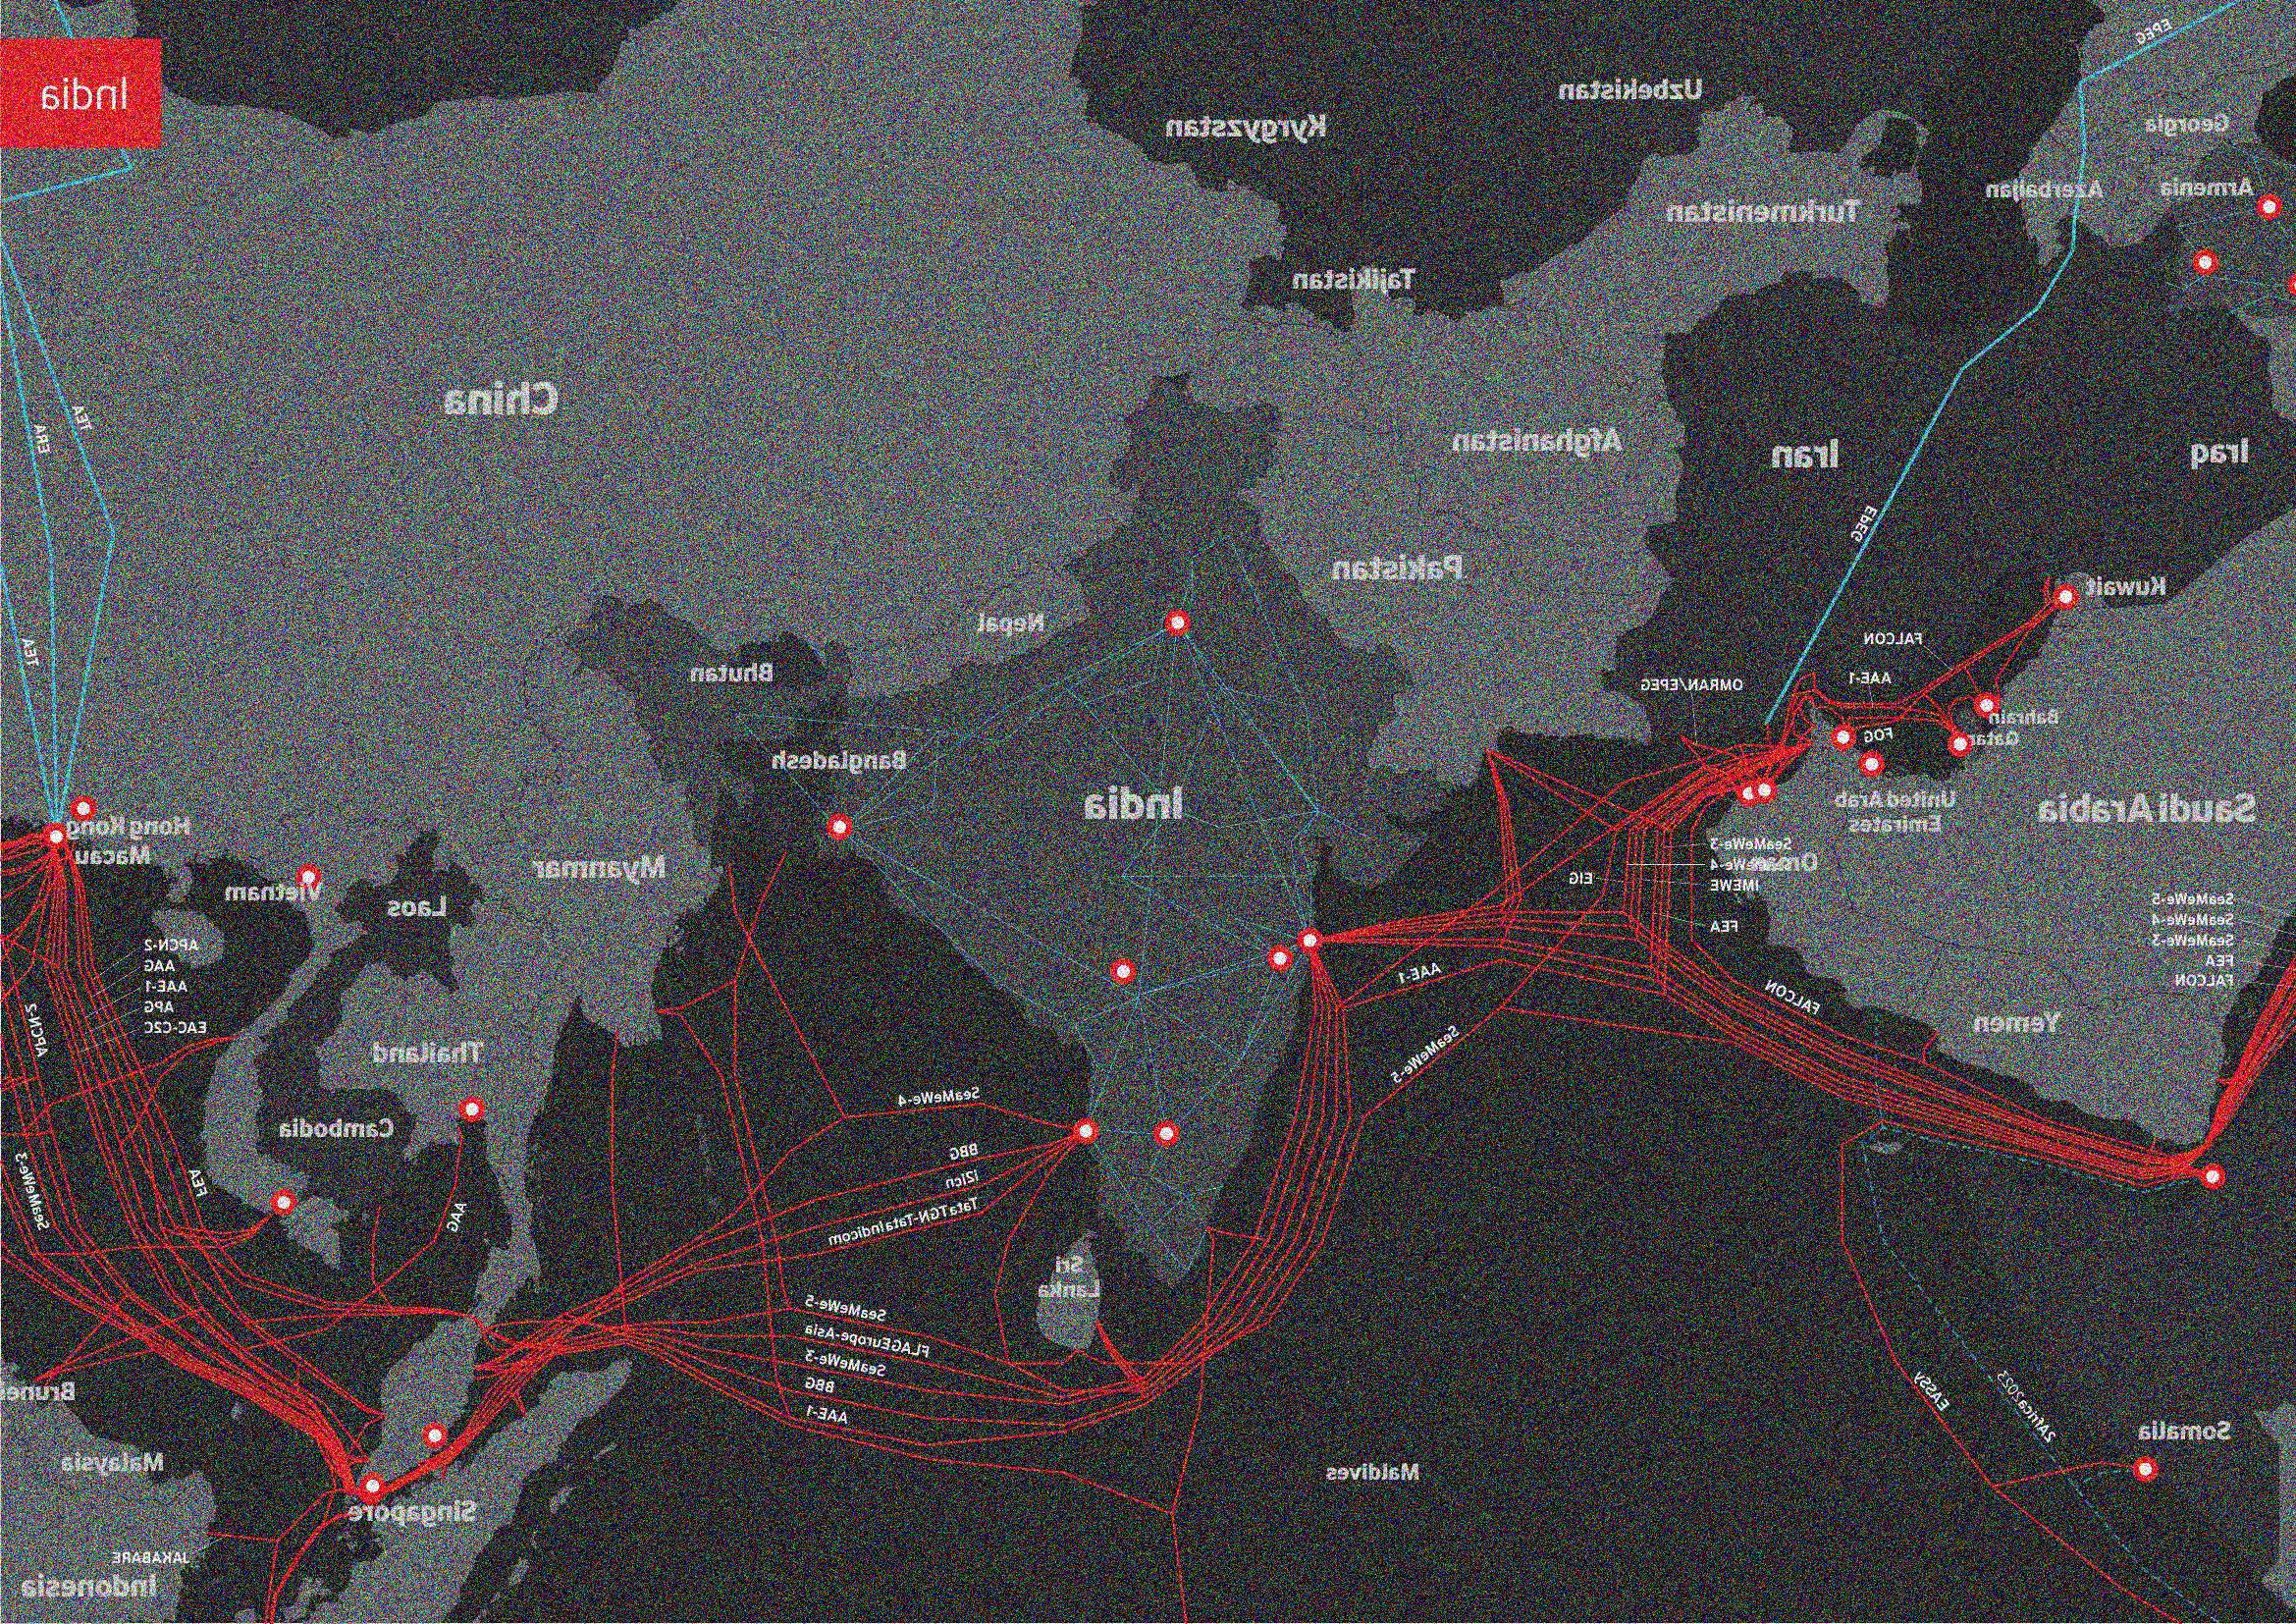 India
EPEG
Georgia
Armenia
Azerbaijan
Uzbekistan
Kyrgyzstan
Turkmenistan
Tajikistan
China
Afghanistan
Iran
Iraq
TEA
ERA
TEA
EPEG
Pakistan
Kuwait
Nepal
Bhutan
FALCON
AAE-1
OMRAN/EPEG
Bahrain
Qatar
FOG
Bangladesh
India
United Arab
Emirates
Saudi Arabia
Hong Kong
Macau
Myanmar
Vietnam
Laos
SeaMeWe-3
SeaMeWe-4
Oman
IMEWE
EIG
FEA
SeaMeWe-5
SeaMeWe-4
SeaMeWe-3
FEA
FALCON
APCN-2
AAG
AAE-1
APG
EAC-C2C
APCN-2
AAE-1
FALCON
Yemen
SeaMeWe-5
Thailand
Cambodia
SeaMeWe-4
BBG
i2icn
Tata TGN-Tata Indicom
FEA
SeaMeWe-3
AAG
Sri
Lanka
SeaMeWe-5
FLAG Europe-Asia
SeaMeWe-3
BBG
AAE-1
EASSy
2Africa 2023
Somalia
Maldives
Brunei
Malaysia
Singapore
JAKABARE
Indonesia
TEA